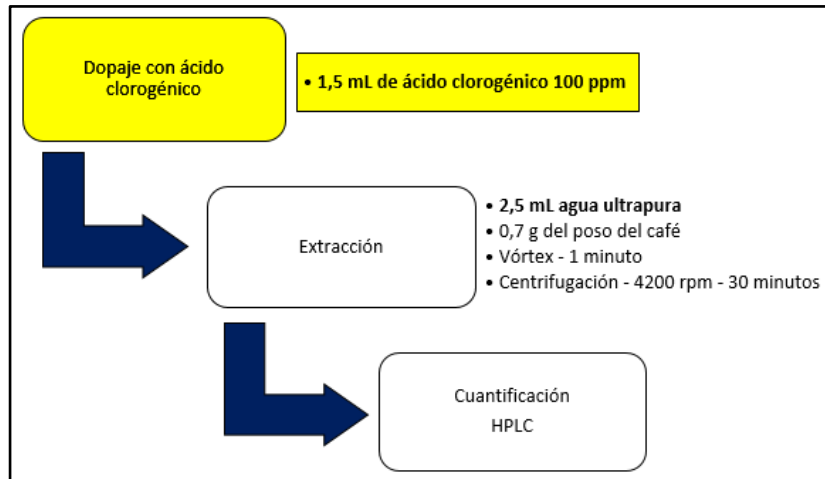 Dopaje con ácido
clorogénico
• 1,5 mL de ácido clorogénico 100 ppm
Extracción
• 2,5 mL agua ultrapura
• 0,7 g del poso del café
• Vórtex - 1 minuto
• Centrifugación - 4200 rpm - 30 minutos
Cuantificación
HPLC